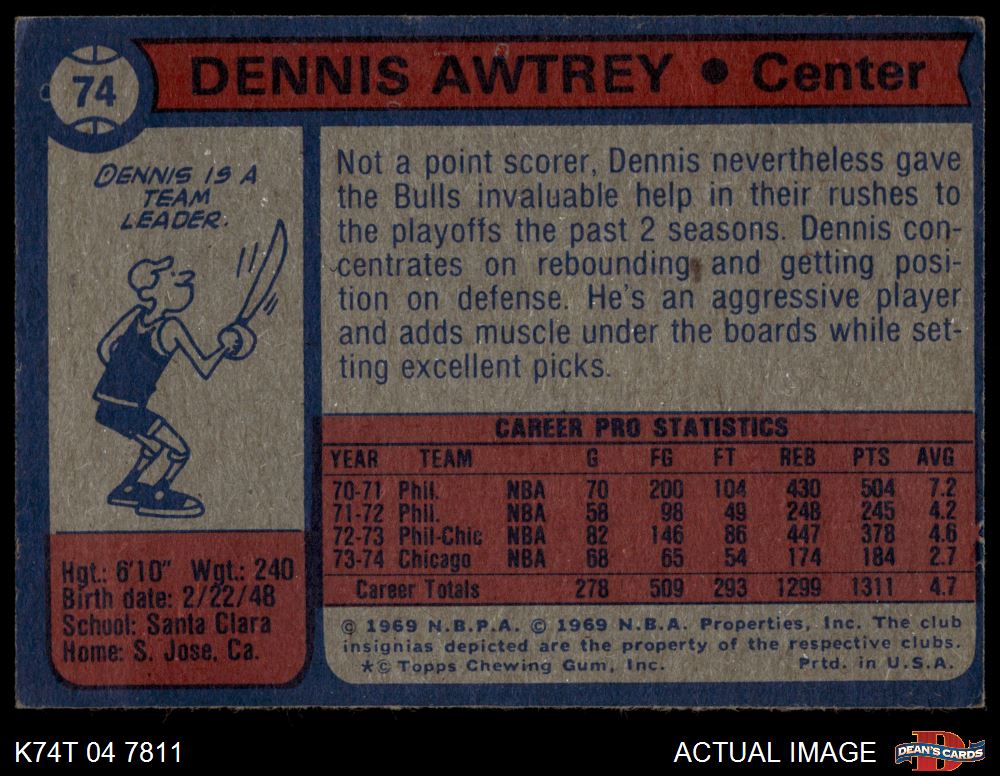 74
DENNIS AWTREY • Center
DENNIS IS A
TEAM
LEADER.
Not a point scorer, Dennis nevertheless gave
the Bulls invaluable help in their rushes to
the playoffs the past 2 seasons. Dennis con-
centrates on rebounding and getting posi-
tion on defense. He's an aggressive player
and adds muscle under the boards while set-
ting excellent picks.
Hgt.: 6'10" Wgt.: 240
Birth date: 2/22/48
School: Santa Clara
Home: S. Jose, Ca.
CAREER PRO STATISTICS
YEAR TEAM G FG FT REB PTS AVG
70-71 Phil. NBA 70 200 104 430 504 7.2
71-72 Phil. NBA 58 98 49 248 245 4.2
72-73 Phil-Chic NBA 82 146 86 447 378 4.6
73-74 Chicago NBA 68 65 54 174 184 2.7
Career Totals 278 509 293 1299 1311 4.7
© 1969 N.B.P.A. © 1969 N.B.A. Properties, Inc. The club
insignias depicted are the property of the respective clubs.
*© Topps Chewing Gum, Inc. Prtd. in U.S.A.
K74T 04 7811
ACTUAL IMAGE
D
DEAN'S CARDS